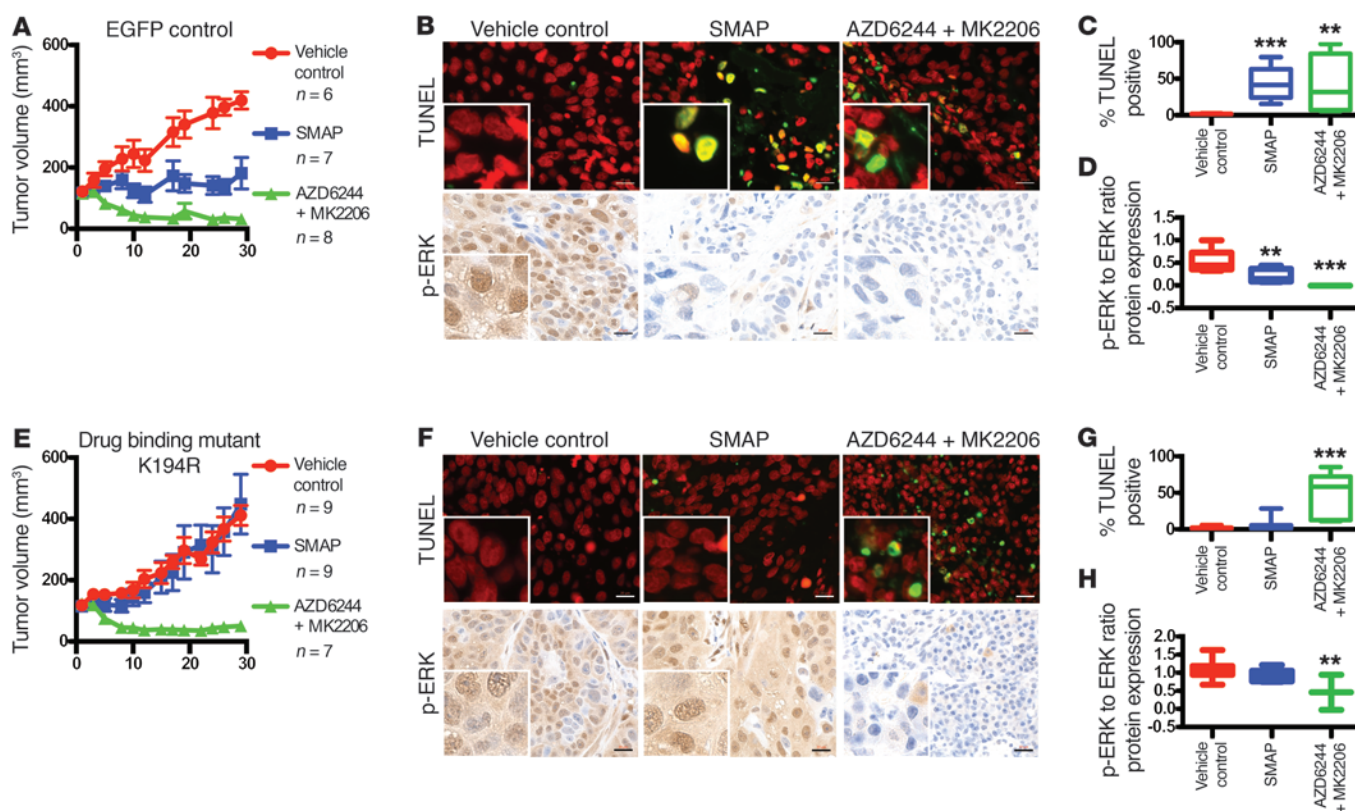 A
EGFP control
Tumor volume (mm³)
600
400
200
0
0
10
20
30
Vehicle
control
n = 6
SMAP
n = 7
AZD6244
+ MK2206
n = 8
B
Vehicle control
SMAP
AZD6244 + MK2206
TUNEL
p-ERK
C
% TUNEL
positive
100
50
0
**
***
Vehicle
control
SMAP
AZD6244
+ MK2206
D
p-ERK to ERK ratio
protein expression
1.5
1.0
0.5
0.0
-0.5
**
***
Vehicle
control
SMAP
AZD6244
+ MK2206
E
Drug binding mutant
K194R
Tumor volume (mm³)
600
400
200
0
0
10
20
30
Vehicle
control
n = 9
SMAP
n = 9
AZD6244
+ MK2206
n = 7
F
Vehicle control
SMAP
AZD6244 + MK2206
TUNEL
p-ERK
G
% TUNEL
positive
100
50
0
***
Vehicle
control
SMAP
AZD6244
+ MK2206
H
p-ERK to ERK ratio
protein expression
2.0
1.5
1.0
0.5
0.0
-0.5
**
Vehicle
control
SMAP
AZD6244
+ MK2206